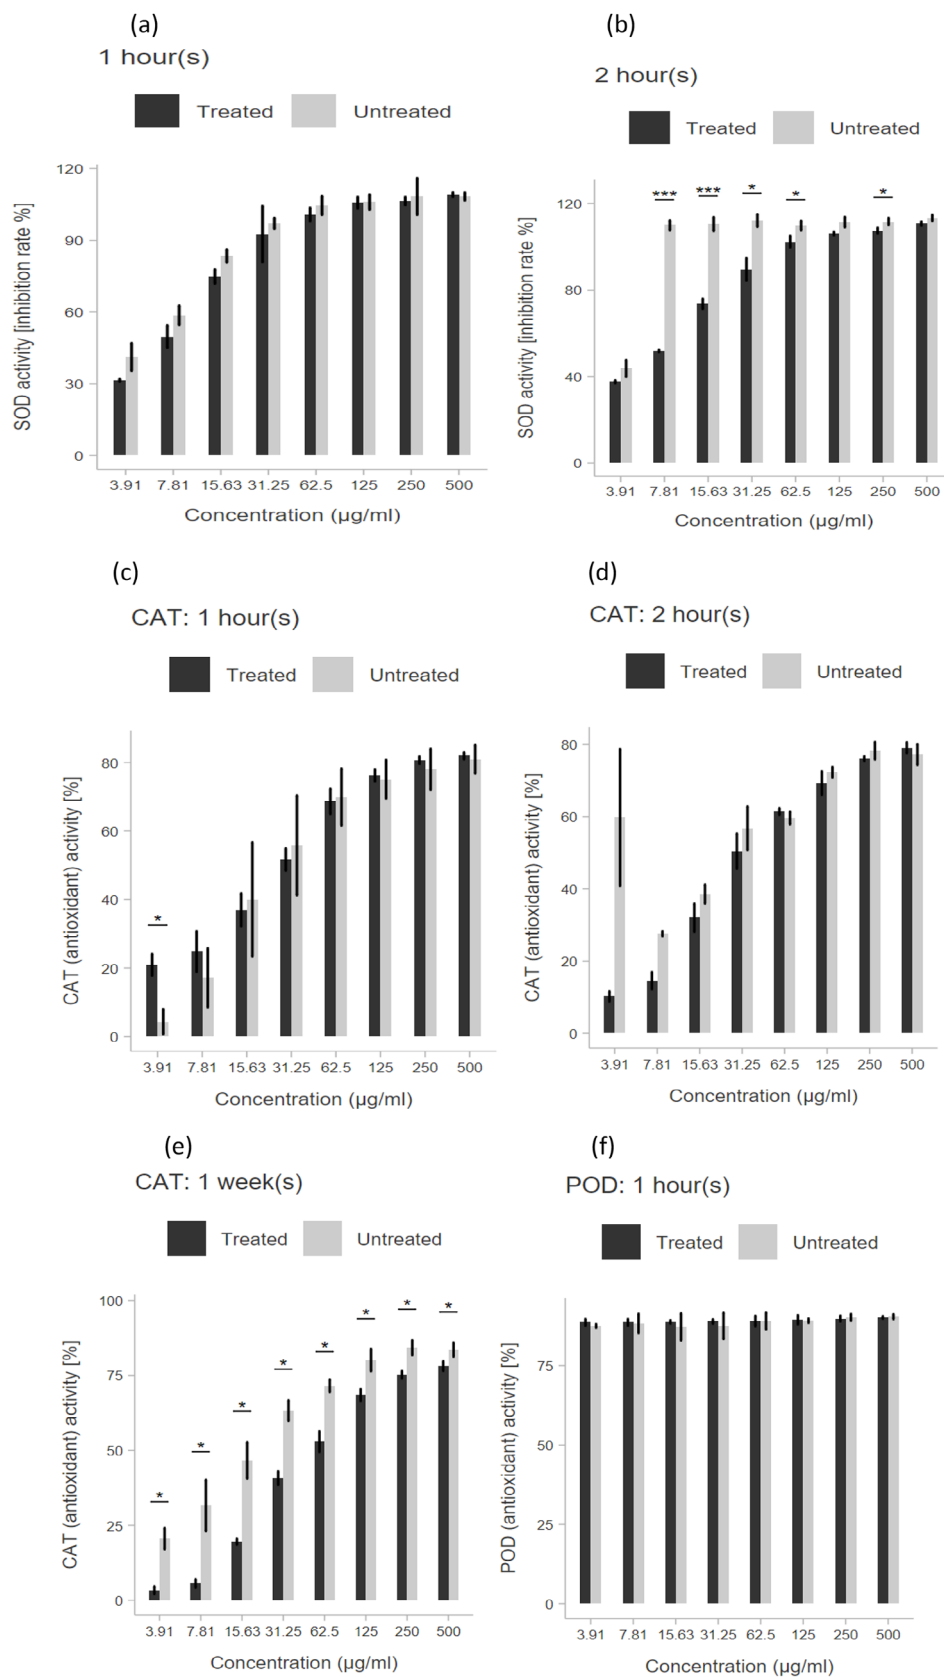 (a)
1 hour(s)
Treated Untreated
SOD activity [inhibition rate %]
120
90
60
30
0
3.91 7.81 15.63 31.25 62.5 125 250 500
Concentration (µg/ml)
(b)
2 hour(s)
Treated Untreated
SOD activity [inhibition rate %]
*** *** * * *
120
80
40
0
3.91 7.81 15.63 31.25 62.5 125 250 500
Concentration (µg/ml)
(c)
CAT: 1 hour(s)
Treated Untreated
CAT (antioxidant) activity [%]
80
60
40
*
20
0
3.91 7.81 15.63 31.25 62.5 125 250 500
Concentration (µg/ml)
(d)
CAT: 2 hour(s)
Treated Untreated
CAT (antioxidant) activity [%]
80
60
40
20
0
3.91 7.81 15.63 31.25 62.5 125 250 500
Concentration (µg/ml)
(e)
CAT: 1 week(s)
Treated Untreated
CAT (antioxidant) activity [%]
100
* * * * * * * *
75
50
25
0
3.91 7.81 15.63 31.25 62.5 125 250 500
Concentration (µg/ml)
(f)
POD: 1 hour(s)
Treated Untreated
POD (antioxidant) activity [%]
75
50
25
0
3.91 7.81 15.63 31.25 62.5 125 250 500
Concentration (µg/ml)